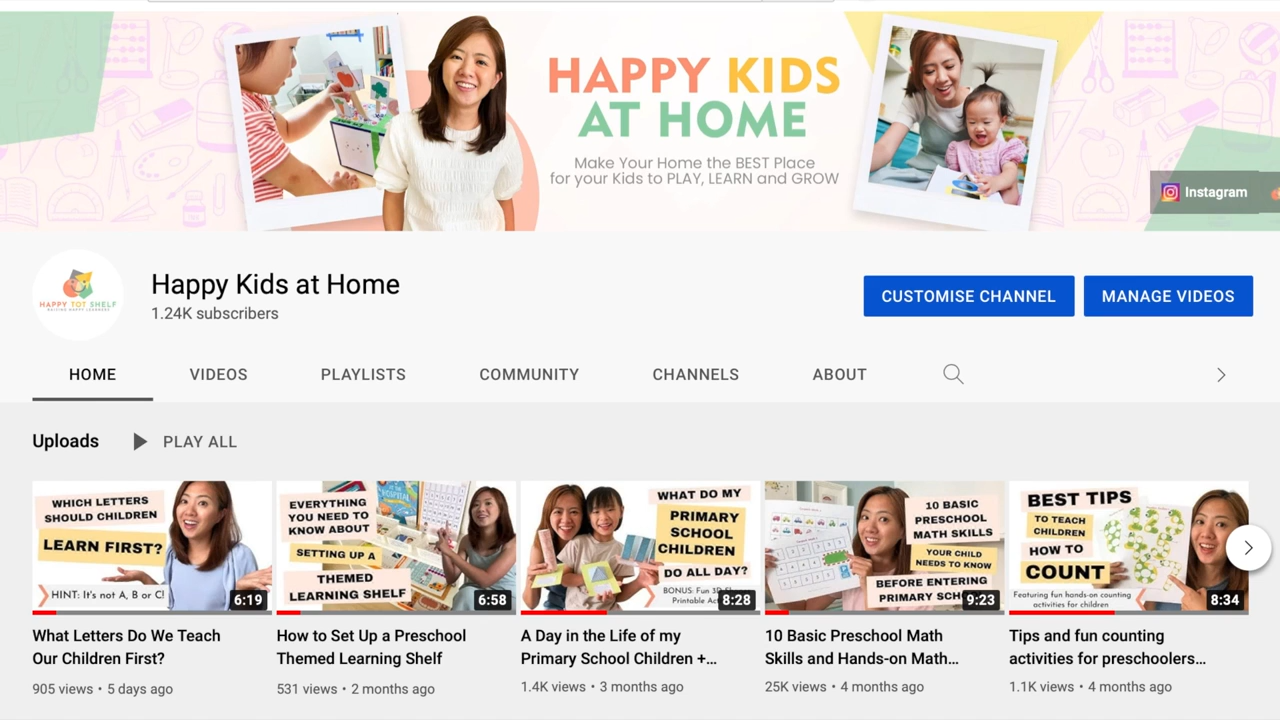 HAPPY KIDS
AT HOME
Make Your Home the BEST Place
for your Kids to PLAY, LEARN and GROW
Instagram
HAPPY TOT SHELF
RAISING HAPPY LEARNERS
Happy Kids at Home
1.24K subscribers
CUSTOMISE CHANNEL
MANAGE VIDEOS
HOME
VIDEOS
PLAYLISTS
COMMUNITY
CHANNELS
ABOUT
Uploads
PLAY ALL
WHICH LETTERS
SHOULD CHILDREN
LEARN FIRST?
HINT: It's not A, B or C!
6:19
What Letters Do We Teach
Our Children First?
905 views • 5 days ago
EVERYTHING
YOU NEED TO
KNOW ABOUT
SETTING UP A
THEMED
LEARNING SHELF
6:58
How to Set Up a Preschool
Themed Learning Shelf
531 views • 2 months ago
WHAT DO MY
PRIMARY
SCHOOL
CHILDREN
DO ALL DAY?
BONUS: Fun 3D
Printable
8:28
A Day in the Life of my
Primary School Children +...
1.4K views • 3 months ago
10 BASIC
PRESCHOOL
MATH SKILLS
YOUR CHILD
NEEDS TO KNOW
BEFORE ENTERING
PRIMARY
9:23
10 Basic Preschool Math
Skills and Hands-on Math...
25K views • 4 months ago
BEST TIPS
TO TEACH
CHILDREN
HOW TO
COUNT
Featuring fun hands-on counting
activities for children
8:34
Tips and fun counting
activities for preschoolers...
1.1K views • 4 months ago